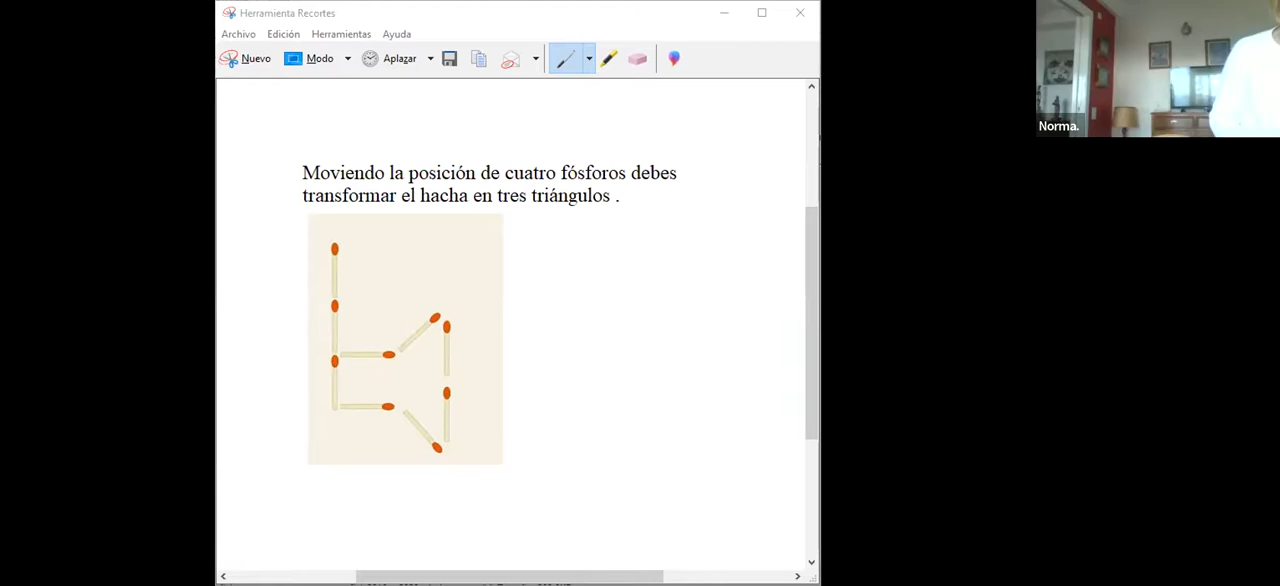 Herramienta Recortes
Archivo Edición Herramientas Ayuda
Nuevo Modo Aplazar
Moviendo la posición de cuatro fósforos debes
transformar el hacha en tres triángulos .
Norma.